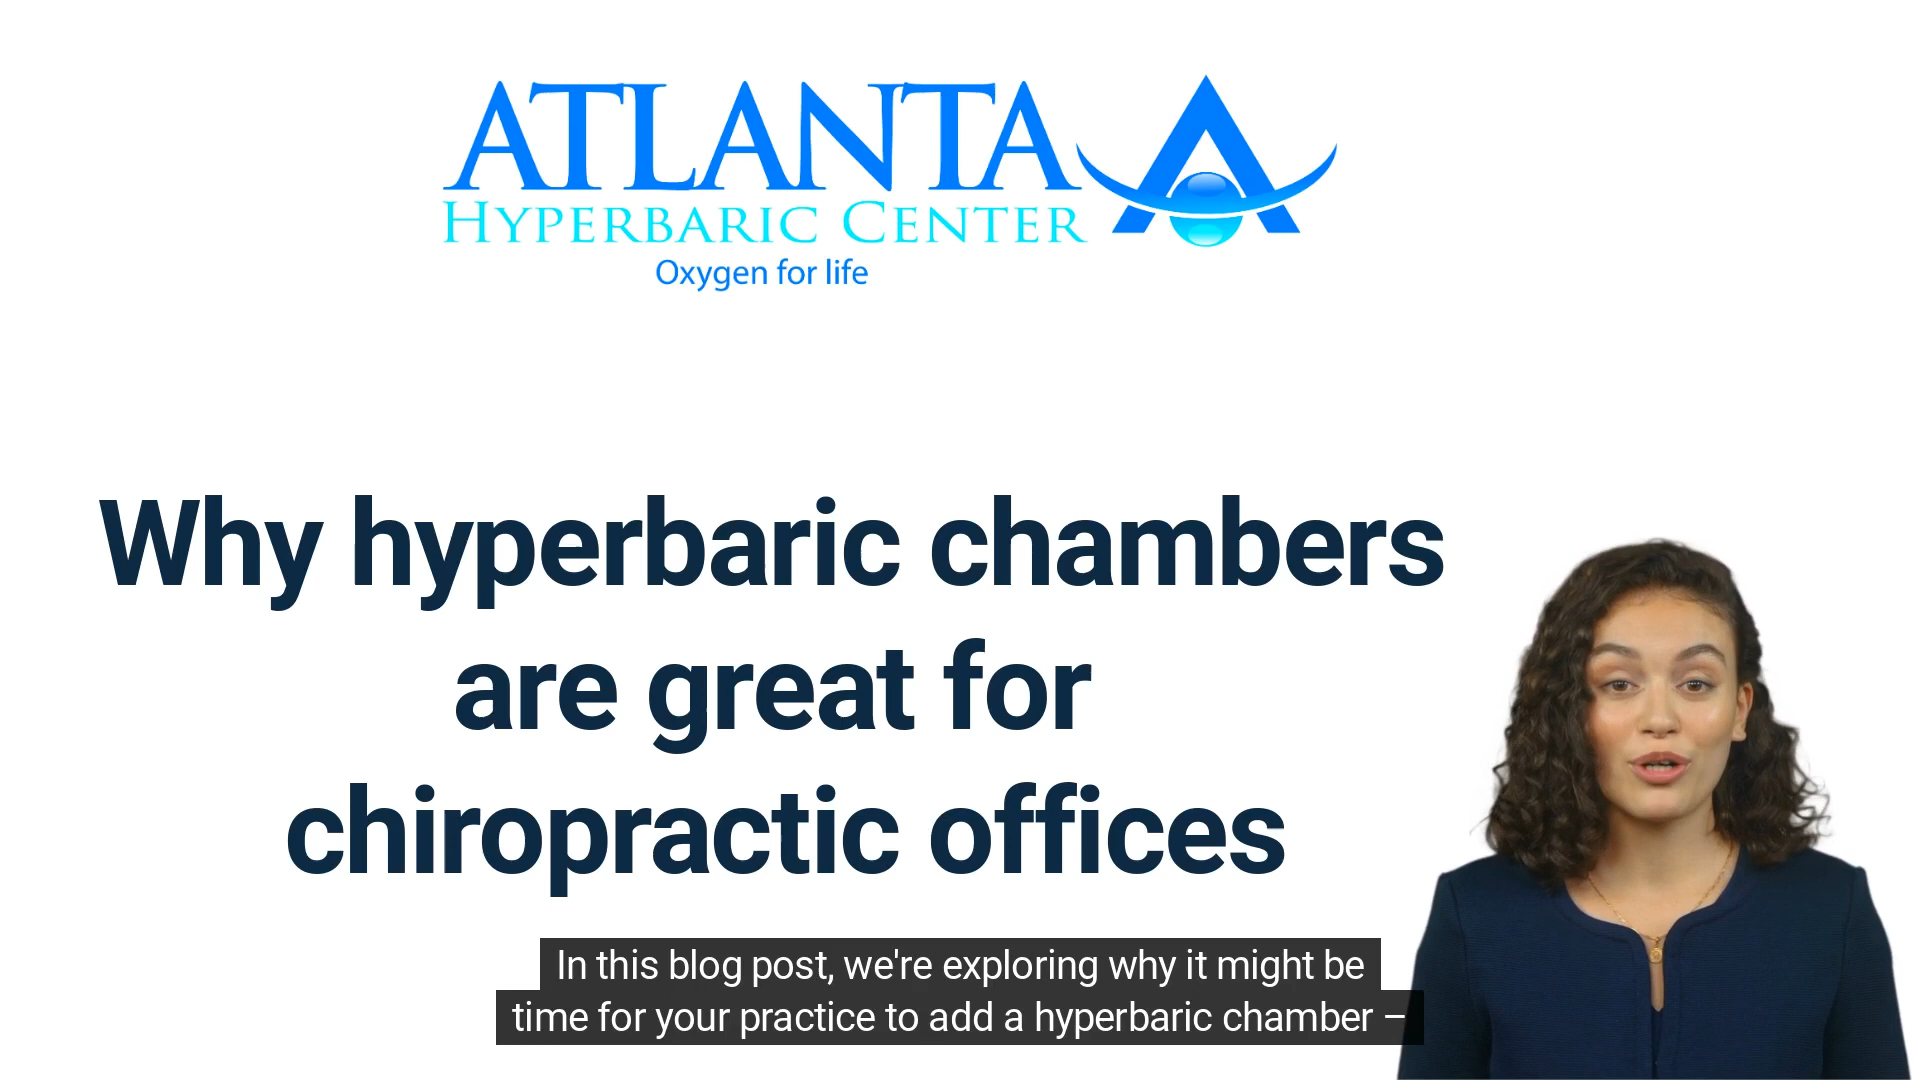 ATLANTA
HYPERBARIC CENTER
Oxygen for life
Why hyperbaric chambers
are great for
chiropractic offices
In this blog post, we're exploring why it might be
time for your practice to add a hyperbaric chamber –